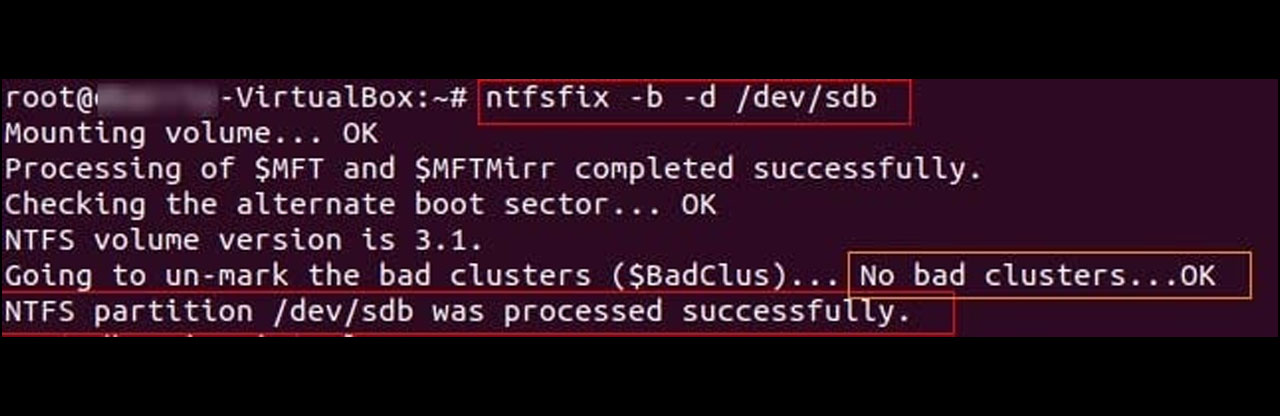 root@ -VirtualBox:~# ntfsfix -b -d /dev/sdb
Mounting volume... OK
Processing of $MFT and $MFTMirr completed successfully.
Checking the alternate boot sector... OK
NTFS volume version is 3.1.
Going to un-mark the bad clusters ($BadClus)... No bad clusters...OK
NTFS partition /dev/sdb was processed successfully.